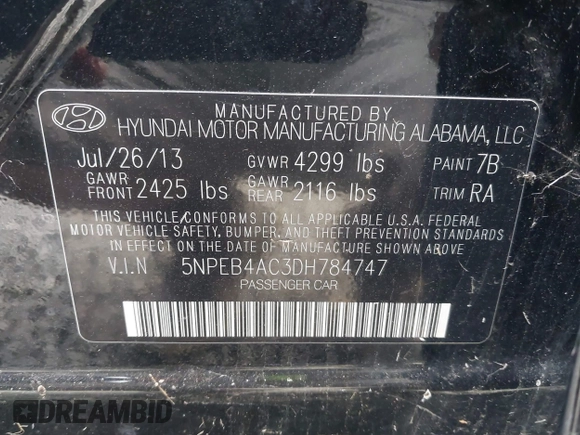 MANUFACTURED BY
HYUNDAI MOTOR MANUFACTURING ALABAMA, LLC
Jul/26/13 GVWR 4299 lbs PAINT 7B
GAWR FRONT 2425 lbs GAWR REAR 2116 lbs TRIM RA
THIS VEHICLE CONFORMS TO ALL APPLICABLE U.S.A. FEDERAL
MOTOR VEHICLE SAFETY, BUMPER, AND THEFT PREVENTION STANDARDS
IN EFFECT ON THE DATE OF MANUFACTURE SHOWN ABOVE.
V.I.N 5NPEB4AC3DH784747
PASSENGER CAR
DREAMBID